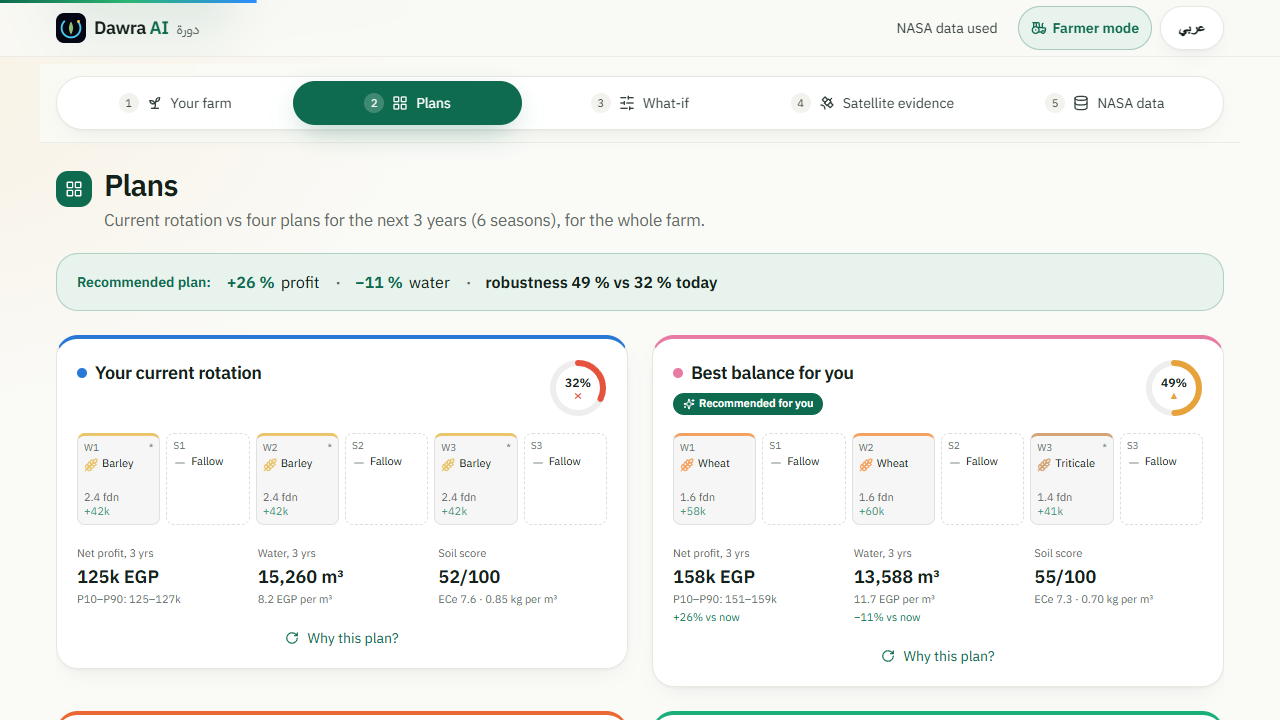 Dawra AI دورة
NASA data used
Farmer mode
عربي
1 Your farm
2 Plans
3 What-if
4 Satellite evidence
5 NASA data
Plans
Current rotation vs four plans for the next 3 years (6 seasons), for the whole farm.
Recommended plan: +26 % profit · −11 % water · robustness 49 % vs 32 % today
Your current rotation
32%
W1 *
Barley
2.4 fdn
+42k
S1
— Fallow
W2 *
Barley
2.4 fdn
+42k
S2
— Fallow
W3 *
Barley
2.4 fdn
+42k
S3
— Fallow
Net profit, 3 yrs
125k EGP
P10–P90: 125–127k
Water, 3 yrs
15,260 m³
8.2 EGP per m³
Soil score
52/100
ECe 7.6 · 0.85 kg per m³
Why this plan?
Best balance for you
Recommended for you
49%
W1
Wheat
1.6 fdn
+58k
S1
— Fallow
W2
Wheat
1.6 fdn
+60k
S2
— Fallow
W3 *
Triticale
1.4 fdn
+41k
S3
— Fallow
Net profit, 3 yrs
158k EGP
P10–P90: 151–159k
+26% vs now
Water, 3 yrs
13,588 m³
11.7 EGP per m³
−11% vs now
Soil score
55/100
ECe 7.3 · 0.70 kg per m³
Why this plan?